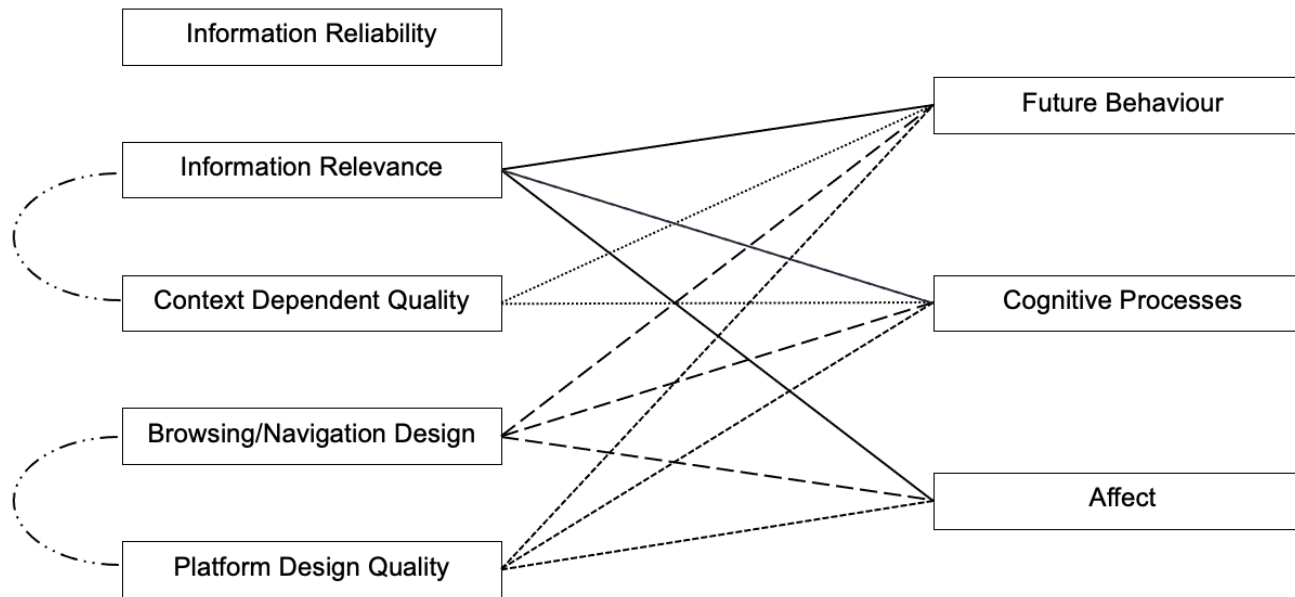 Information Reliability
Information Relevance
Context Dependent Quality
Browsing/Navigation Design
Platform Design Quality
Future Behaviour
Cognitive Processes
Affect